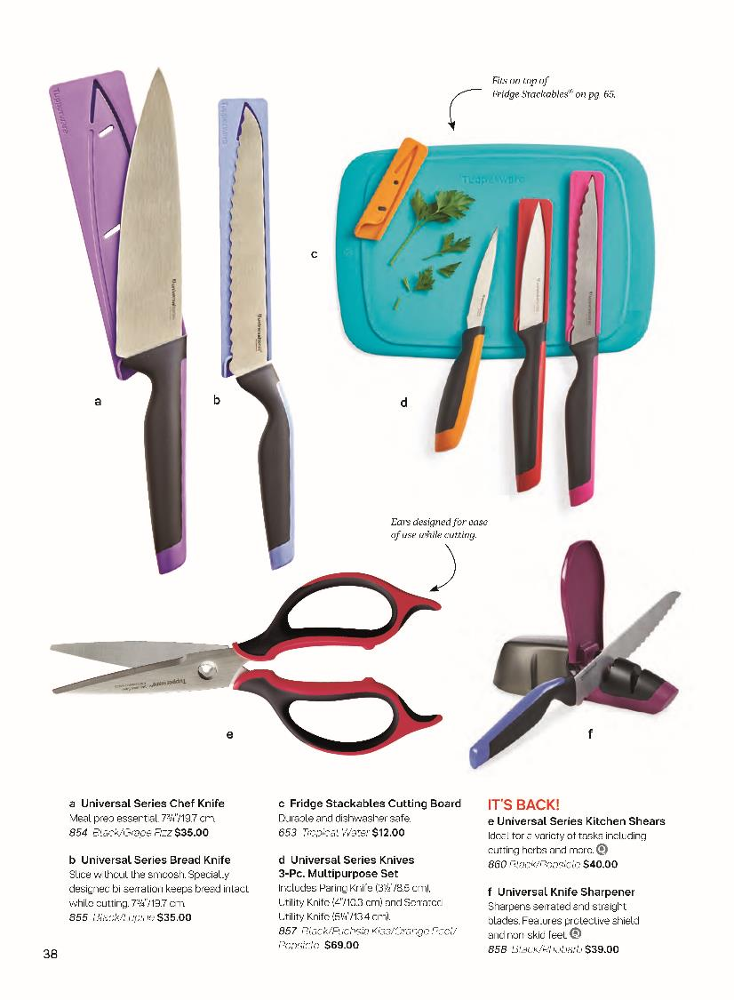 Fits on top of
Fridge Stackables® on pg. 65.
Tupperware
Tupperware
Tupperware
universal
universal
c
a
b
d
Ears designed for ease
of use while cutting.
Tupperware
e
f
a Universal Series Chef Knife
Meal prep essential. 7¾"/19.7 cm.
854 Black/Grape Fizz $35.00
b Universal Series Bread Knife
Slice without the smoosh. Specially
designed bi-serration keeps bread intact
while cutting. 7¾"/19.7 cm.
855 Black/Lupine $35.00
c Fridge Stackables Cutting Board
Durable and dishwasher safe.
653 Tropical Water $12.00
d Universal Series Knives
3-Pc. Multipurpose Set
Includes Paring Knife (3½"/8.5 cm),
Utility Knife (4"/10.3 cm) and Serrated
Utility Knife (5¼"/13.4 cm).
857 Black/Fuchsia Kiss/Orange Peel/
Popsicle $69.00
IT'S BACK!
e Universal Series Kitchen Shears
Ideal for a variety of tasks including
cutting herbs and more.
860 Black/Popsicle $40.00
f Universal Knife Sharpener
Sharpens serrated and straight
blades. Features protective shield
and non-skid feet.
858 Black/Rhubarb $39.00
38